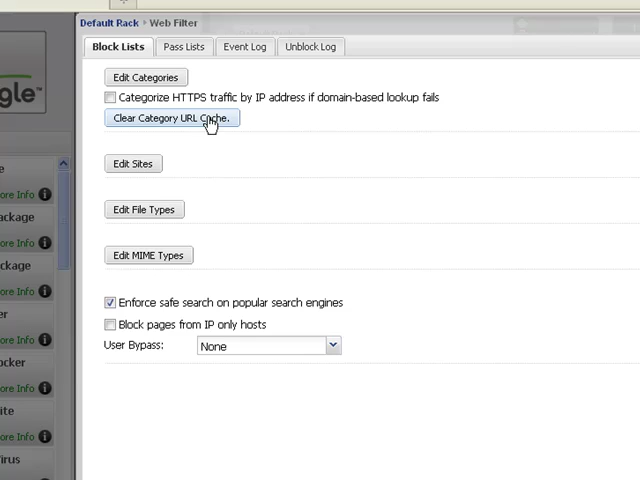 Default Rack Web Filter
Block Lists Pass Lists Event Log Unblock Log
gle™
Edit Categories
Categorize HTTPS traffic by IP address if domain-based lookup fails
Clear Category URL Cache.
Edit Sites
ore Info
ackage
Edit File Types
ore Info
Edit MIME Types
ckage
ore Info
Enforce safe search on popular search engines
er
Block pages from IP only hosts
ore Info
User Bypass: None
ocker
ore Info
ite
ore Info
irus